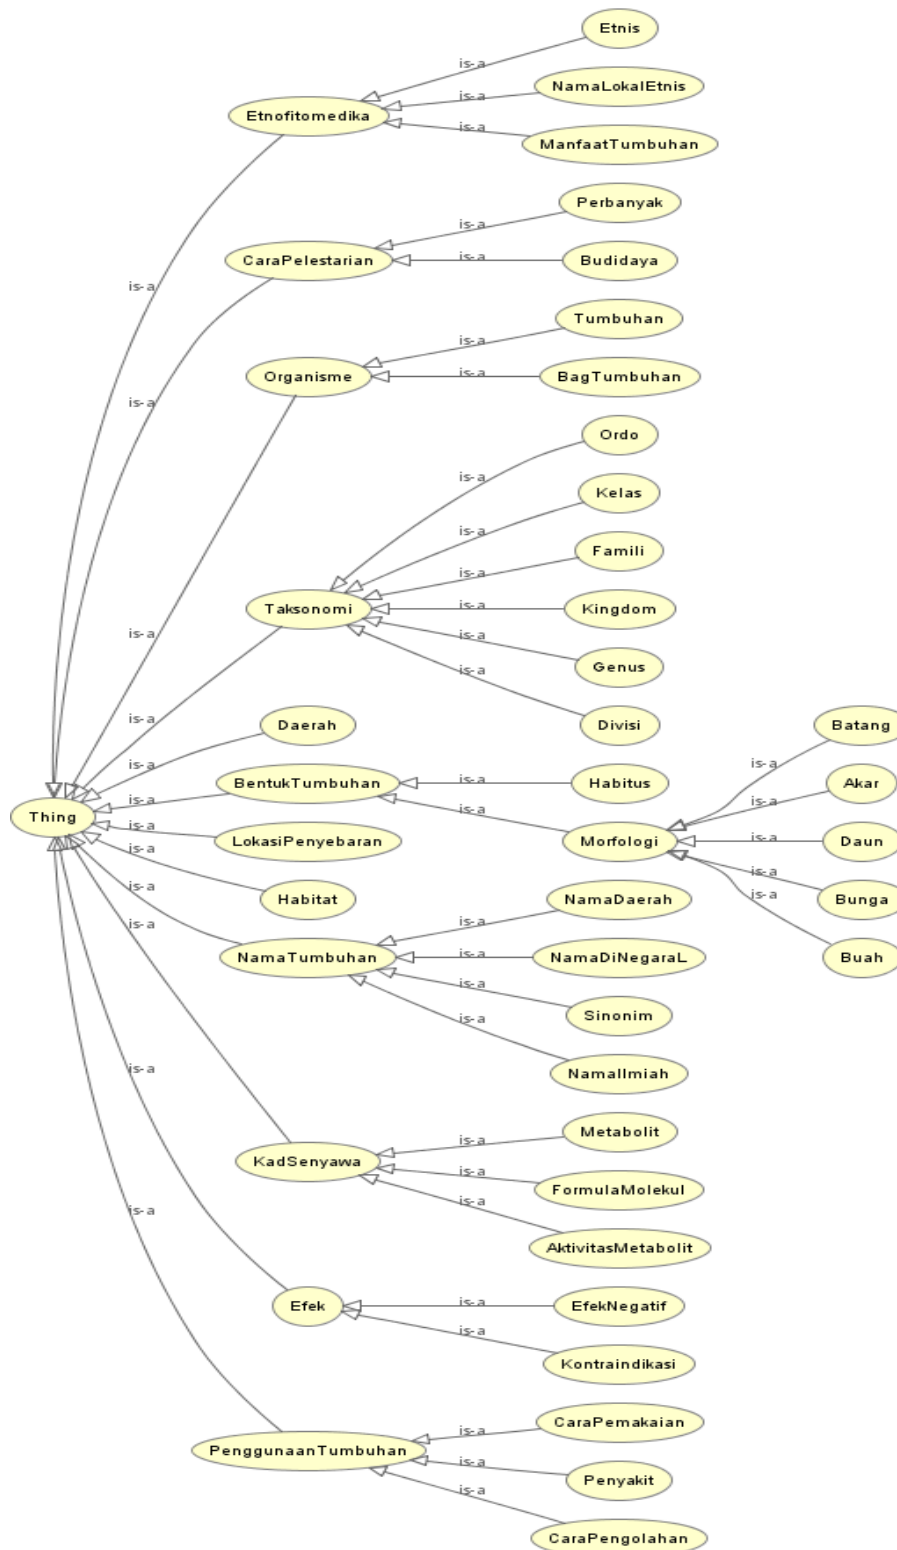 Etnis
is-a
NamaLokalEtnis
is-a
Etnofitomedika
is-a
ManfaatTumbuhan
Perbanyak
is-a
CaraPelestarian
is-a
Budidaya
is-a
Tumbuhan
is-a
Organisme
is-a
BagTumbuhan
is-a
Ordo
is-a
Kelas
is-a
Famili
is-a
Taksonomi
is-a
Kingdom
is-a
is-a
Genus
is-a
Divisi
is-a
Daerah
is-a
Batang
is-a
BentukTumbuhan
is-a
Habitus
is-a
Akar
is-a
Thing
is-a
LokasiPenyebaran
is-a
Morfologi
is-a
Daun
is-a
is-a
Habitat
is-a
NamaDaerah
is-a
Bunga
is-a
is-a
NamaTumbuhan
is-a
NamaDiNegaraL
Buah
is-a
Sinonim
is-a
NamaIlmiah
is-a
Metabolit
is-a
KadSenyawa
is-a
FormulaMolekul
is-a
AktivitasMetabolit
is-a
Efek
is-a
EfekNegatif
is-a
Kontraindikasi
is-a
CaraPemakaian
PenggunaanTumbuhan
is-a
Penyakit
is-a
CaraPengolahan